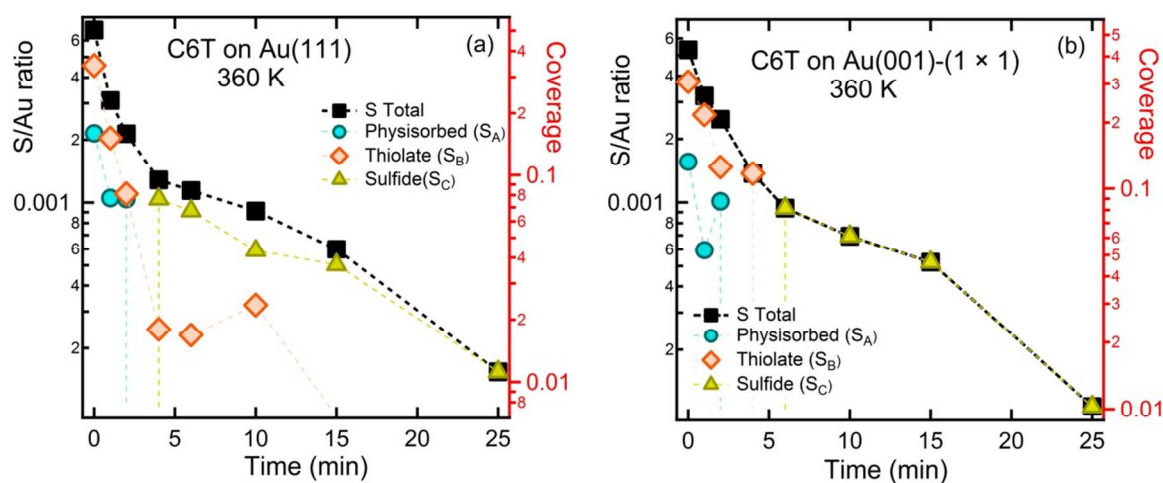 C6T on Au(111)
360 K
(a)
S/Au ratio
Coverage
6
4
2
0.001
8
6
4
2
4
2
0.1
8
6
4
2
0.01
8
S Total
Physisorbed (SA)
Thiolate (SB)
Sulfide(SC)
0
5
10
15
20
25
Time (min)
C6T on Au(001)-(1 × 1)
360 K
(b)
S/Au ratio
Coverage
6
4
2
0.001
8
6
4
2
5
4
3
2
0.1
8
6
5
4
3
2
0.01
S Total
Physisorbed (SA)
Thiolate (SB)
Sulfide (SC)
0
5
10
15
20
25
Time (min)